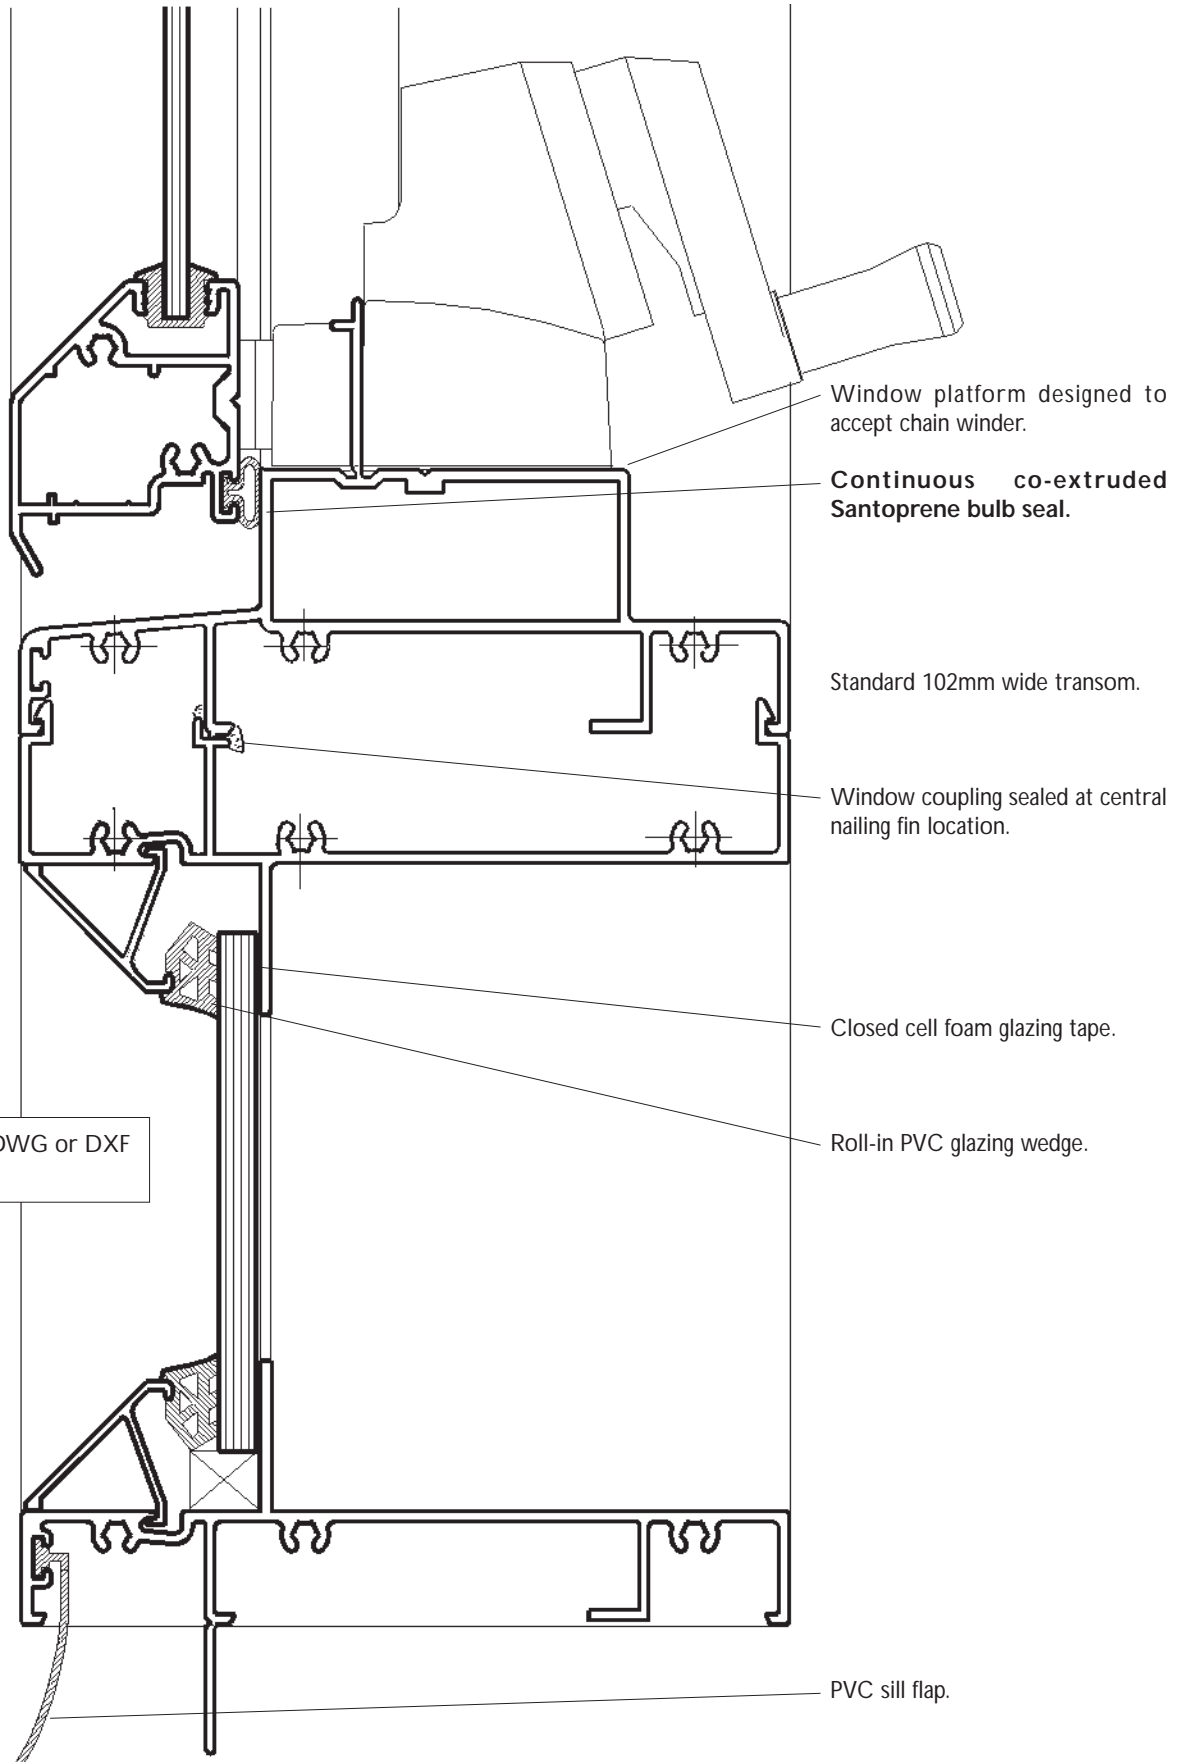 Window platform designed to
accept chain winder.
Continuous co-extruded
Santoprene bulb seal.
Standard 102mm wide transom.
Window coupling sealed at central
nailing fin location.
Closed cell foam glazing tape.
DWG or DXF
Roll-in PVC glazing wedge.
PVC sill flap.